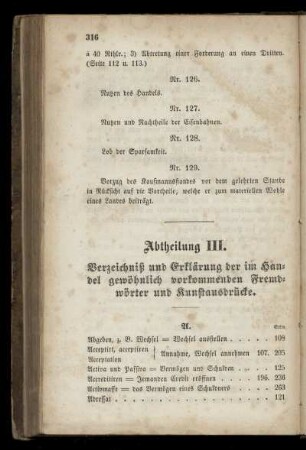 316
à 40 Rthlr.; 3) Abtretung einer Forderung an einen Dritten.
(Seite 112 u. 113.)
Nr. 126.
Nutzen des Handels.
Nr. 127.
Nutzen und Nachtheile der Eisenbahnen.
Nr. 128.
Lob der Sparsamkeit.
Nr. 129.
Vorzug des Kaufmannsstandes vor dem gelehrten Stande
in Rücksicht auf die Vortheile, welche er zum materiellen Wohle
eines Landes beiträgt.
Abtheilung III.
Verzeichniß und Erklärung der im Han-
del gewöhnlich vorkommenden Fremd-
wörter und Kunstausdrücke.
A.
Seite
Abgeben, z. B. Wechsel = Wechsel ausstellen . . . 109
Acceptirt, acceptiren
Acceptation
Annahme, Wechsel annehmen 107. 205
Activa und Passiva = Vermögen und Schulden . . 125
Accreditiren = Jemanden Credit eröffnen . . . 196. 236
Activmasse = das Vermögen eines Schuldners . . 203
Adressat . . . 121